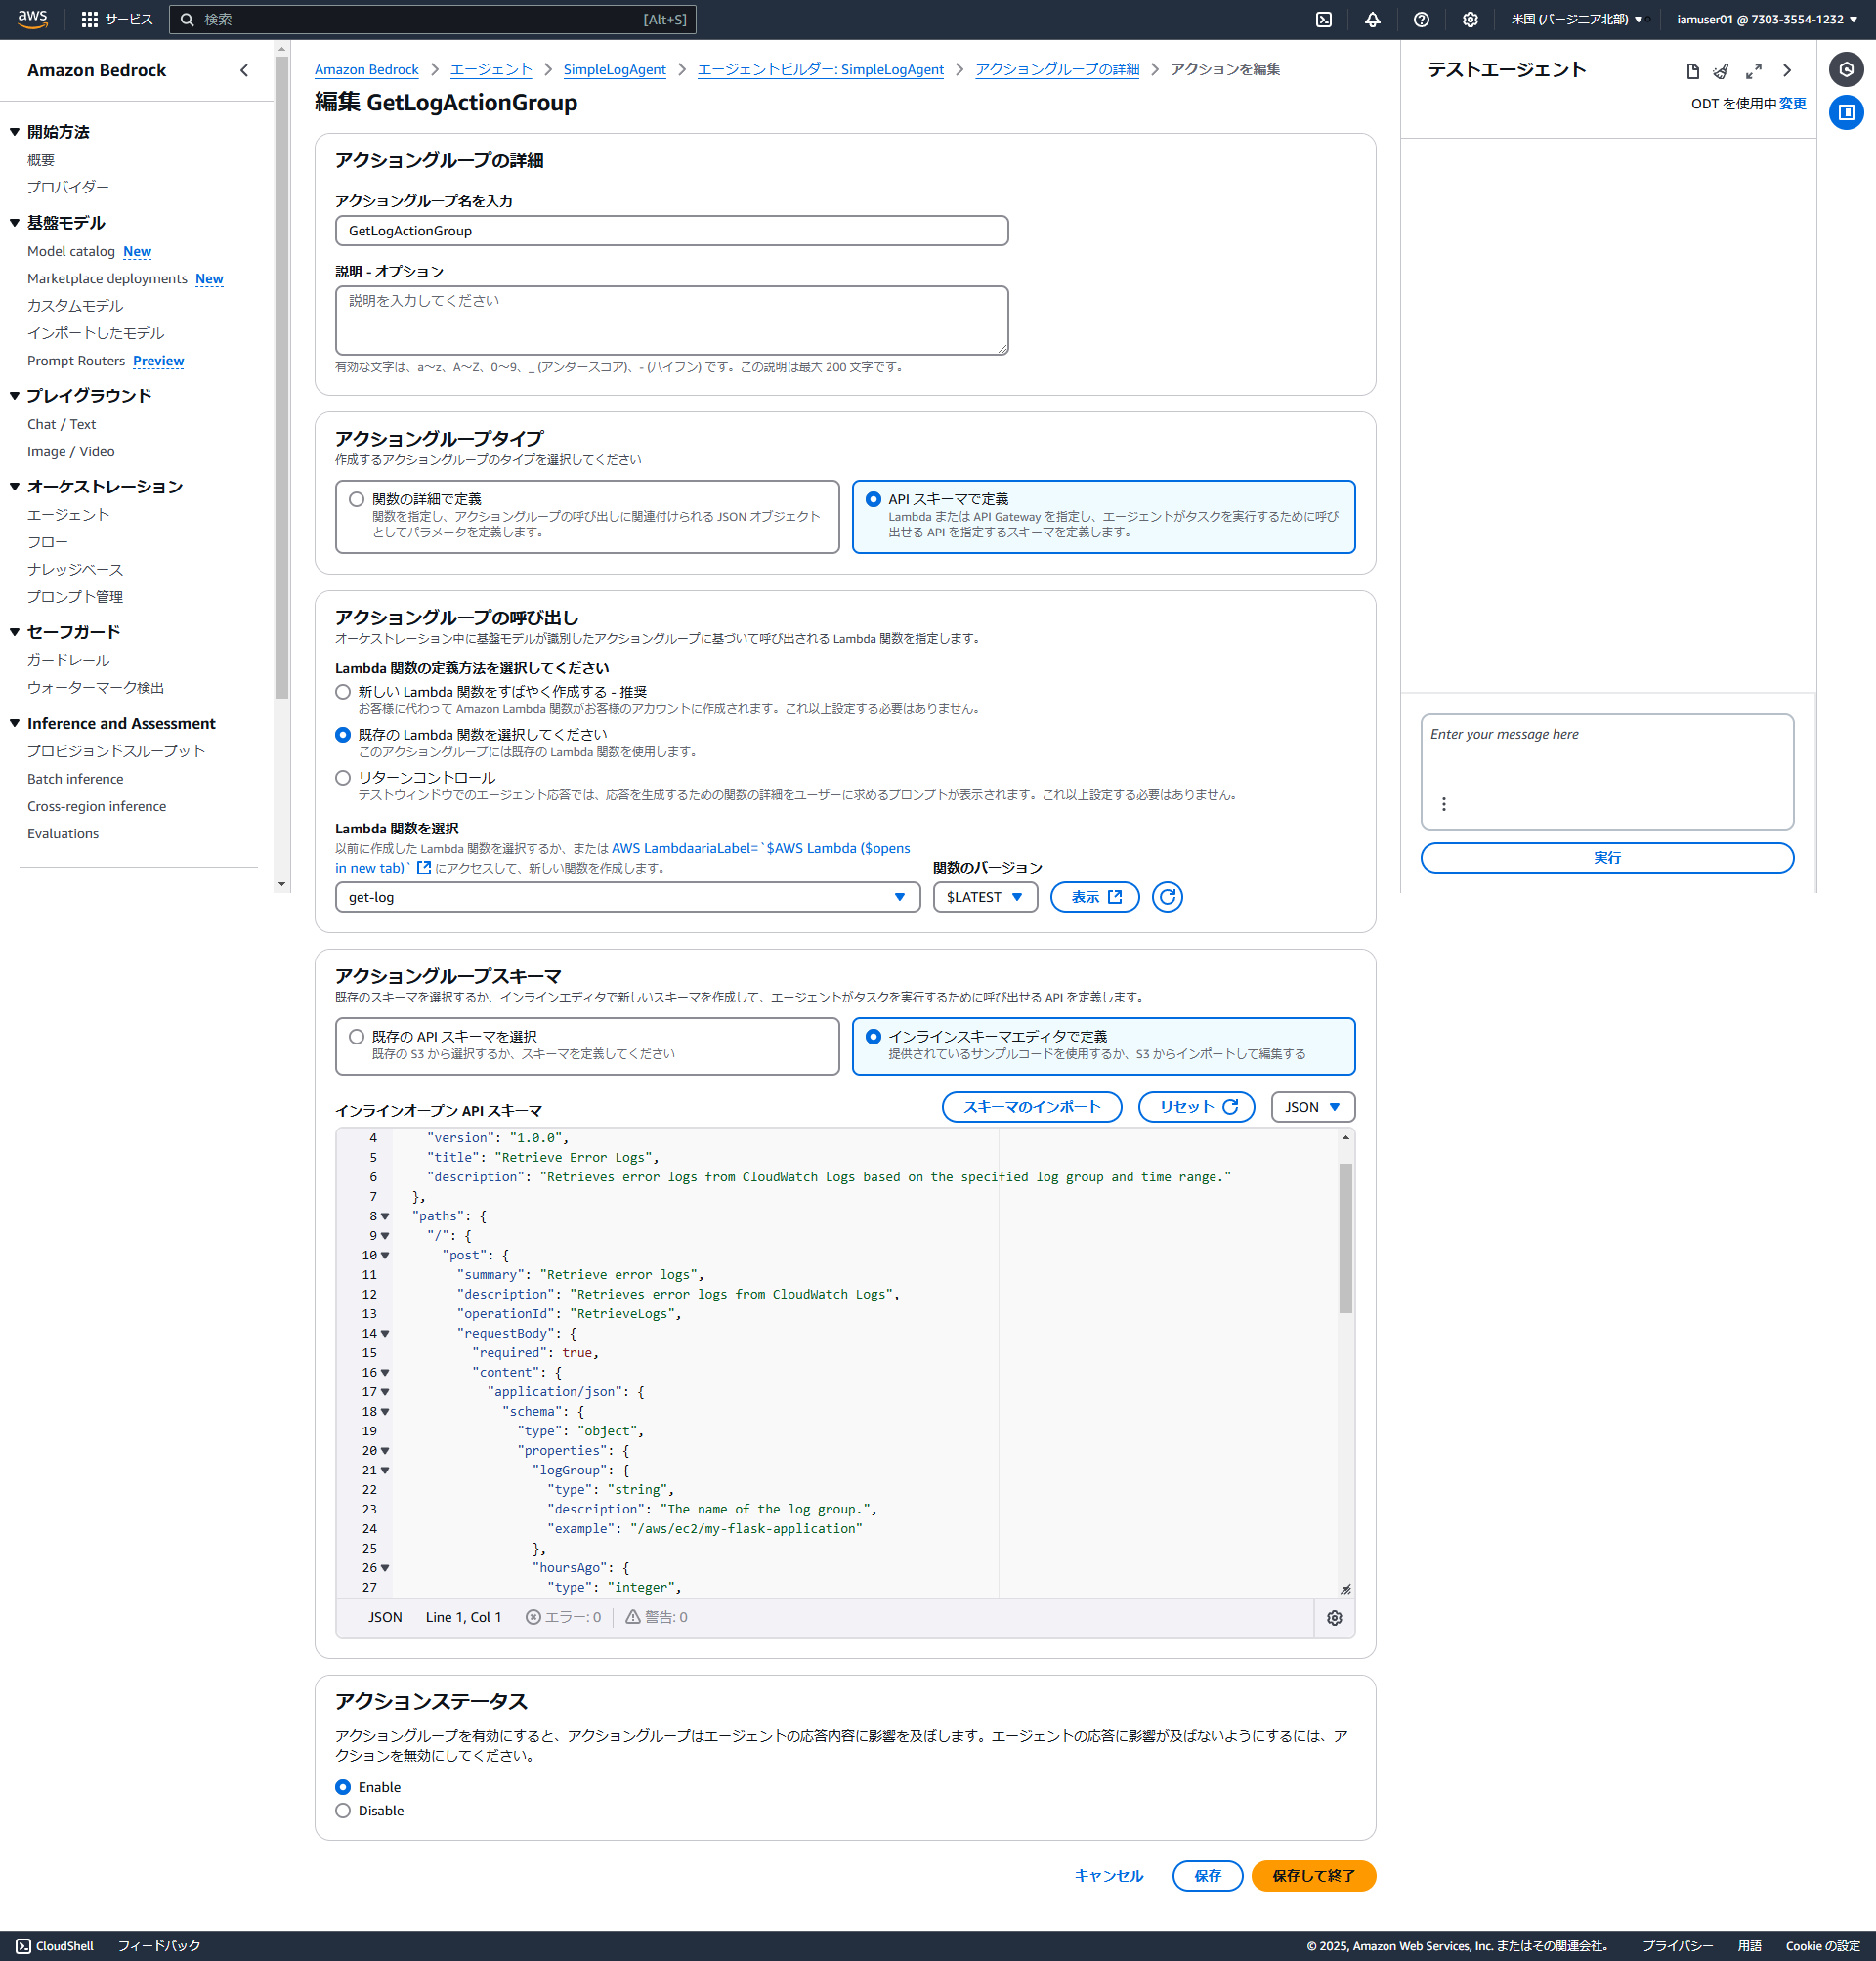 aws
サービス
検索
[Alt+S]
米国 (バージニア北部) ▼
iamuser01 @ 7303-3554-1232 ▼
Amazon Bedrock
開始方法
概要
プロバイダー
基盤モデル
Model catalog New
Marketplace deployments New
カスタムモデル
インポートしたモデル
Prompt Routers Preview
プレイグラウンド
Chat / Text
Image / Video
オーケストレーション
エージェント
フロー
ナレッジベース
プロンプト管理
セーフガード
ガードレール
ウォーターマーク検出
Inference and Assessment
プロビジョンドスループット
Batch inference
Cross-region inference
Evaluations
Amazon Bedrock > エージェント > SimpleLogAgent > エージェントビルダー: SimpleLogAgent > アクショングループの詳細 > アクションを編集
編集 GetLogActionGroup
アクショングループの詳細
アクショングループ名を入力
GetLogActionGroup
説明 - オプション
説明を入力してください
有効な文字は、a～z、A～Z、0～9、_ (アンダースコア)、- (ハイフン) です。この説明は最大 200 文字です。
アクショングループタイプ
作成するアクショングループのタイプを選択してください
関数の詳細で定義
関数を指定し、アクショングループの呼び出しに関連付けられる JSON オブジェクト
としてパラメータを定義します。
API スキーマで定義
Lambda または API Gateway を指定し、エージェントがタスクを実行するために呼び
出せる API を指定するスキーマを定義します。
アクショングループの呼び出し
オーケストレーション中に基盤モデルが識別したアクショングループに基づいて呼び出される Lambda 関数を指定します。
Lambda 関数の定義方法を選択してください
新しい Lambda 関数をすばやく作成する - 推奨
お客様に代わって Amazon Lambda 関数がお客様のアカウントに作成されます。これ以上設定する必要はありません。
既存の Lambda 関数を選択してください
このアクショングループには既存の Lambda 関数を使用します。
リターンコントロール
テストウィンドウでのエージェント応答では、応答を生成するための関数の詳細をユーザーに求めるプロンプトが表示されます。これ以上設定する必要はありません。
Lambda 関数を選択
以前に作成した Lambda 関数を選択するか、または AWS LambdaariaLabel=`$AWS Lambda ($opens
in new tab)` にアクセスして、新しい関数を作成します。
関数のバージョン
get-log
$LATEST
表示
アクショングループスキーマ
既存のスキーマを選択するか、インラインエディタで新しいスキーマを作成して、エージェントがタスクを実行するために呼び出せる API を定義します。
既存の API スキーマを選択
既存の S3 から選択するか、スキーマを定義してください
インラインスキーマエディタで定義
提供されているサンプルコードを使用するか、S3 からインポートして編集する
インラインオープン API スキーマ
スキーマのインポート
リセット
JSON
4 "version": "1.0.0",
5 "title": "Retrieve Error Logs",
6 "description": "Retrieves error logs from CloudWatch Logs based on the specified log group and time range."
7 },
8 "paths": {
9 "/": {
10 "post": {
11 "summary": "Retrieve error logs",
12 "description": "Retrieves error logs from CloudWatch Logs",
13 "operationId": "RetrieveLogs",
14 "requestBody": {
15 "required": true,
16 "content": {
17 "application/json": {
18 "schema": {
19 "type": "object",
20 "properties": {
21 "logGroup": {
22 "type": "string",
23 "description": "The name of the log group.",
24 "example": "/aws/ec2/my-flask-application"
25 },
26 "hoursAgo": {
27 "type": "integer",
JSON Line 1, Col 1 エラー: 0 警告: 0
アクションステータス
アクショングループを有効にすると、アクショングループはエージェントの応答内容に影響を及ぼします。エージェントの応答に影響が及ばないようにするには、ア
クションを無効にしてください。
Enable
Disable
キャンセル
保存
保存して終了
テストエージェント
ODT を使用中 変更
Enter your message here
実行
CloudShell
フィードバック
© 2025, Amazon Web Services, Inc. またはその関連会社。
プライバシー
用語
Cookie の設定